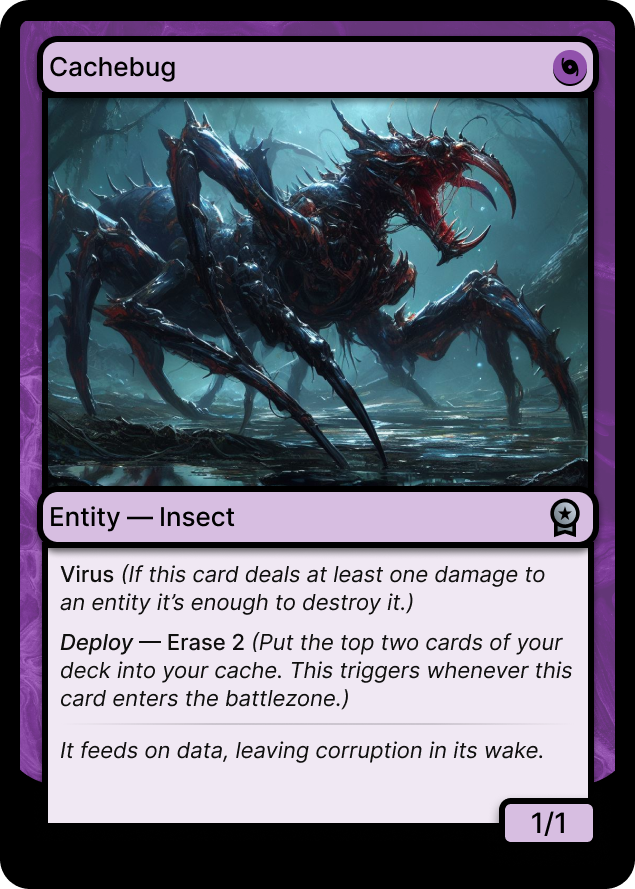 Cachebug
Entity — Insect
Virus (If this card deals at least one damage to
an entity it’s enough to destroy it.)
Deploy — Erase 2 (Put the top two cards of your
deck into your cache. This triggers whenever this
card enters the battlezone.)
It feeds on data, leaving corruption in its wake.
1/1